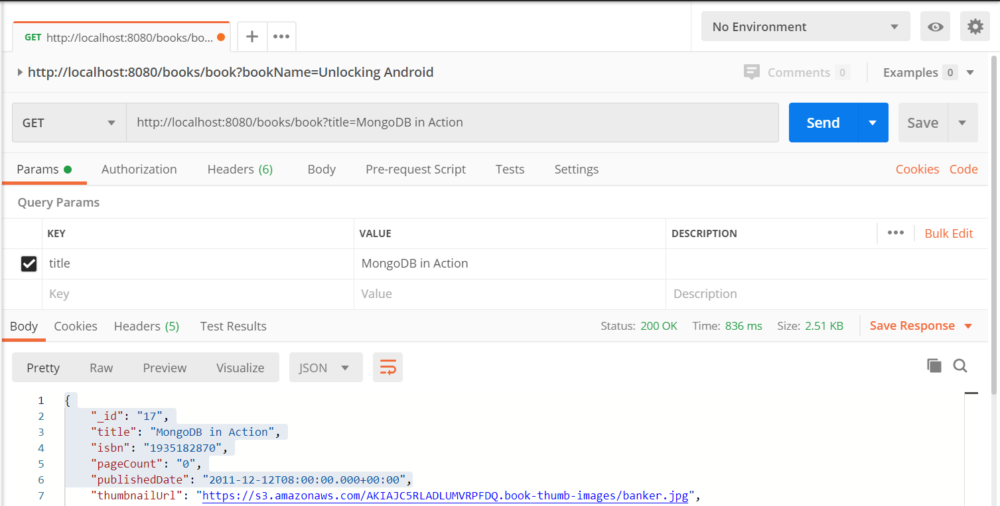 GET http://localhost:8080/books/bo...
No Environment
http://localhost:8080/books/book?bookName=Unlocking Android
Comments 0
Examples 0
GET
http://localhost:8080/books/book?title=MongoDB in Action
Send
Save
Params
Authorization
Headers (6)
Body
Pre-request Script
Tests
Settings
Cookies
Code
Query Params
KEY
VALUE
DESCRIPTION
Bulk Edit
title
MongoDB in Action
Key
Value
Description
Body
Cookies
Headers (5)
Test Results
Status: 200 OK
Time: 836 ms
Size: 2.51 KB
Save Response
Pretty
Raw
Preview
Visualize
JSON
1 {
2 "_id": "17",
3 "title": "MongoDB in Action",
4 "isbn": "1935182870",
5 "pageCount": "0",
6 "publishedDate": "2011-12-12T08:00:00.000+00:00",
7 "thumbnailUrl": "https://s3.amazonaws.com/AKIAJC5RLADLUMVRPFDQ.book-thumb-images/banker.jpg",